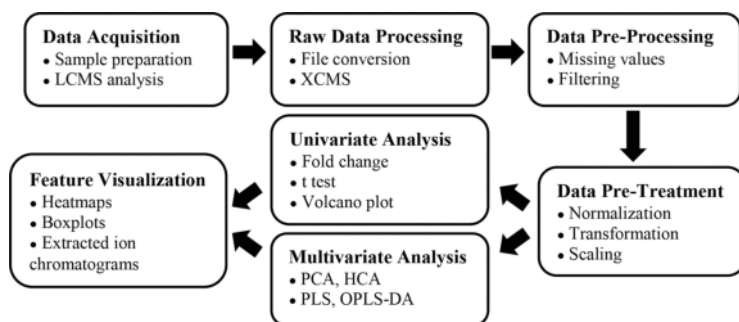 Data Acquisition
• Sample preparation
• LCMS analysis
Raw Data Processing
• File conversion
• XCMS
Data Pre-Processing
• Missing values
• Filtering
Data Pre-Treatment
• Normalization
• Transformation
• Scaling
Univariate Analysis
• Fold change
• t test
• Volcano plot
Multivariate Analysis
• PCA, HCA
• PLS, OPLS-DA
Feature Visualization
• Heatmaps
• Boxplots
• Extracted ion
chromatograms